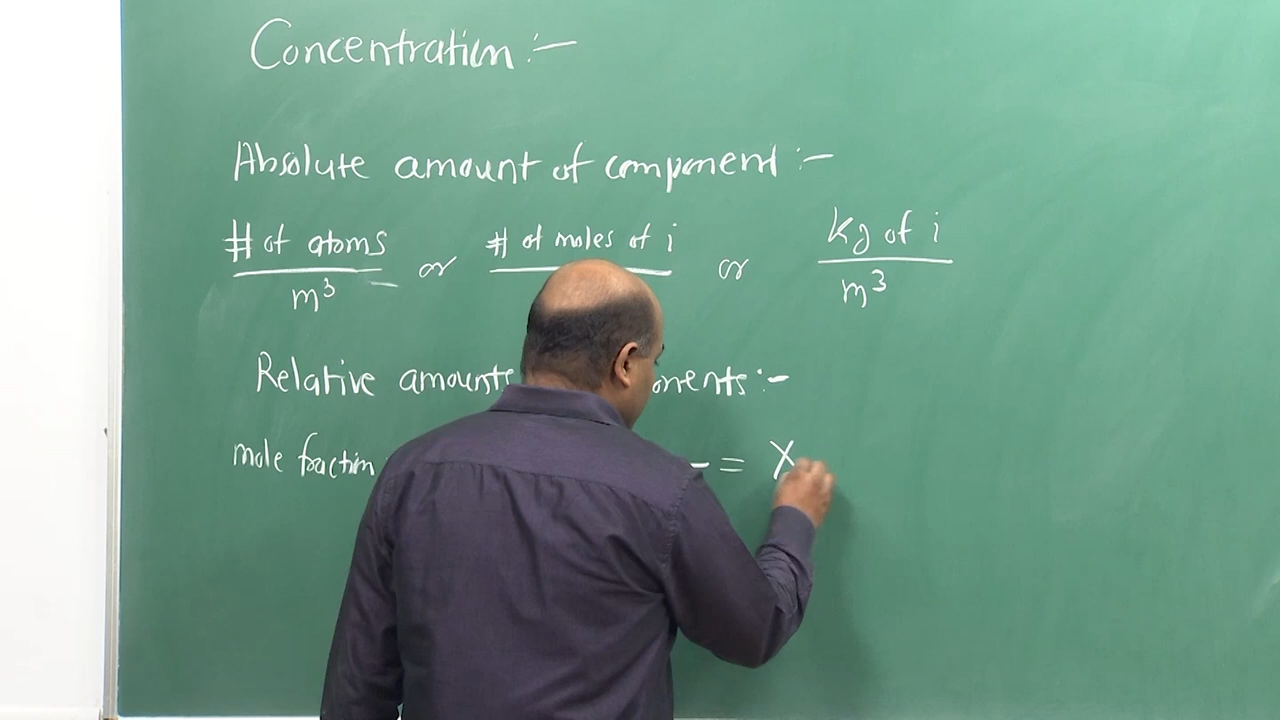 Concentration :-
Absolute amount of component :-
# of atoms / m³ or # of moles of i or kg of i / m³
Relative amounts :-
mole fraction = X